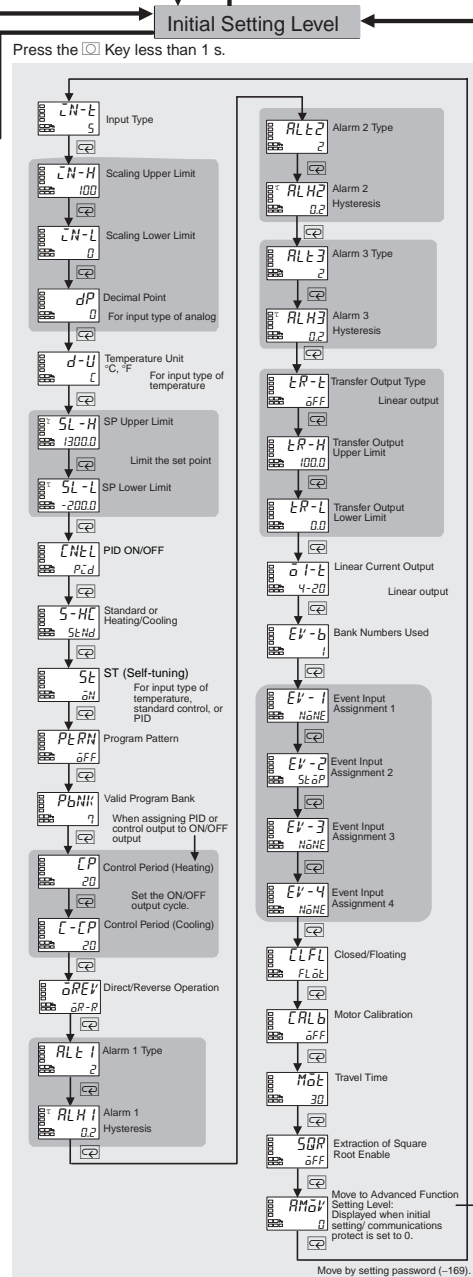 Initial Setting Level
Press the O Key less than 1 s.
iN-t
5
Input Type
iN-H
100
Scaling Upper Limit
iN-L
0
Scaling Lower Limit
dP
0
Decimal Point
For input type of analog
d-U
C
Temperature Unit
°C, °F
For input type of
temperature
SL-H
1300.0
SP Upper Limit
Limit the set point
SL-L
-200.0
SP Lower Limit
CNtL
Pid
PID ON/OFF
S-HC
StNd
Standard or
Heating/Cooling
St
oN
ST (Self-tuning)
For input type of
temperature,
standard control, or
PID
PtRN
oFF
Program Pattern
PbNK
7
Valid Program Bank
When assigning PID or
control output to ON/OFF
output
CP
20
Control Period (Heating)
Set the ON/OFF
output cycle.
C-CP
20
Control Period (Cooling)
oREV
oR-R
Direct/Reverse Operation
ALt1
2
Alarm 1 Type
ALH1
0.2
Alarm 1
Hysteresis
ALt2
2
Alarm 2 Type
ALH2
0.2
Alarm 2
Hysteresis
ALt3
2
Alarm 3 Type
ALH3
0.2
Alarm 3
Hysteresis
tR-t
oFF
Transfer Output Type
Linear output
tR-H
100.0
Transfer Output
Upper Limit
tR-L
0.0
Transfer Output
Lower Limit
o1-t
4-20
Linear Current Output
Linear output
EV-b
1
Bank Numbers Used
EV-1
NoNE
Event Input
Assignment 1
EV-2
StoP
Event Input
Assignment 2
EV-3
NoNE
Event Input
Assignment 3
EV-4
NoNE
Event Input
Assignment 4
CLFL
FLot
Closed/Floating
CALb
oFF
Motor Calibration
Mot
30
Travel Time
SQR
oFF
Extraction of Square
Root Enable
AMoV
0
Move to Advanced Function
Setting Level:
Displayed when initial
setting/ communications
protect is set to 0.
Move by setting password (−169).